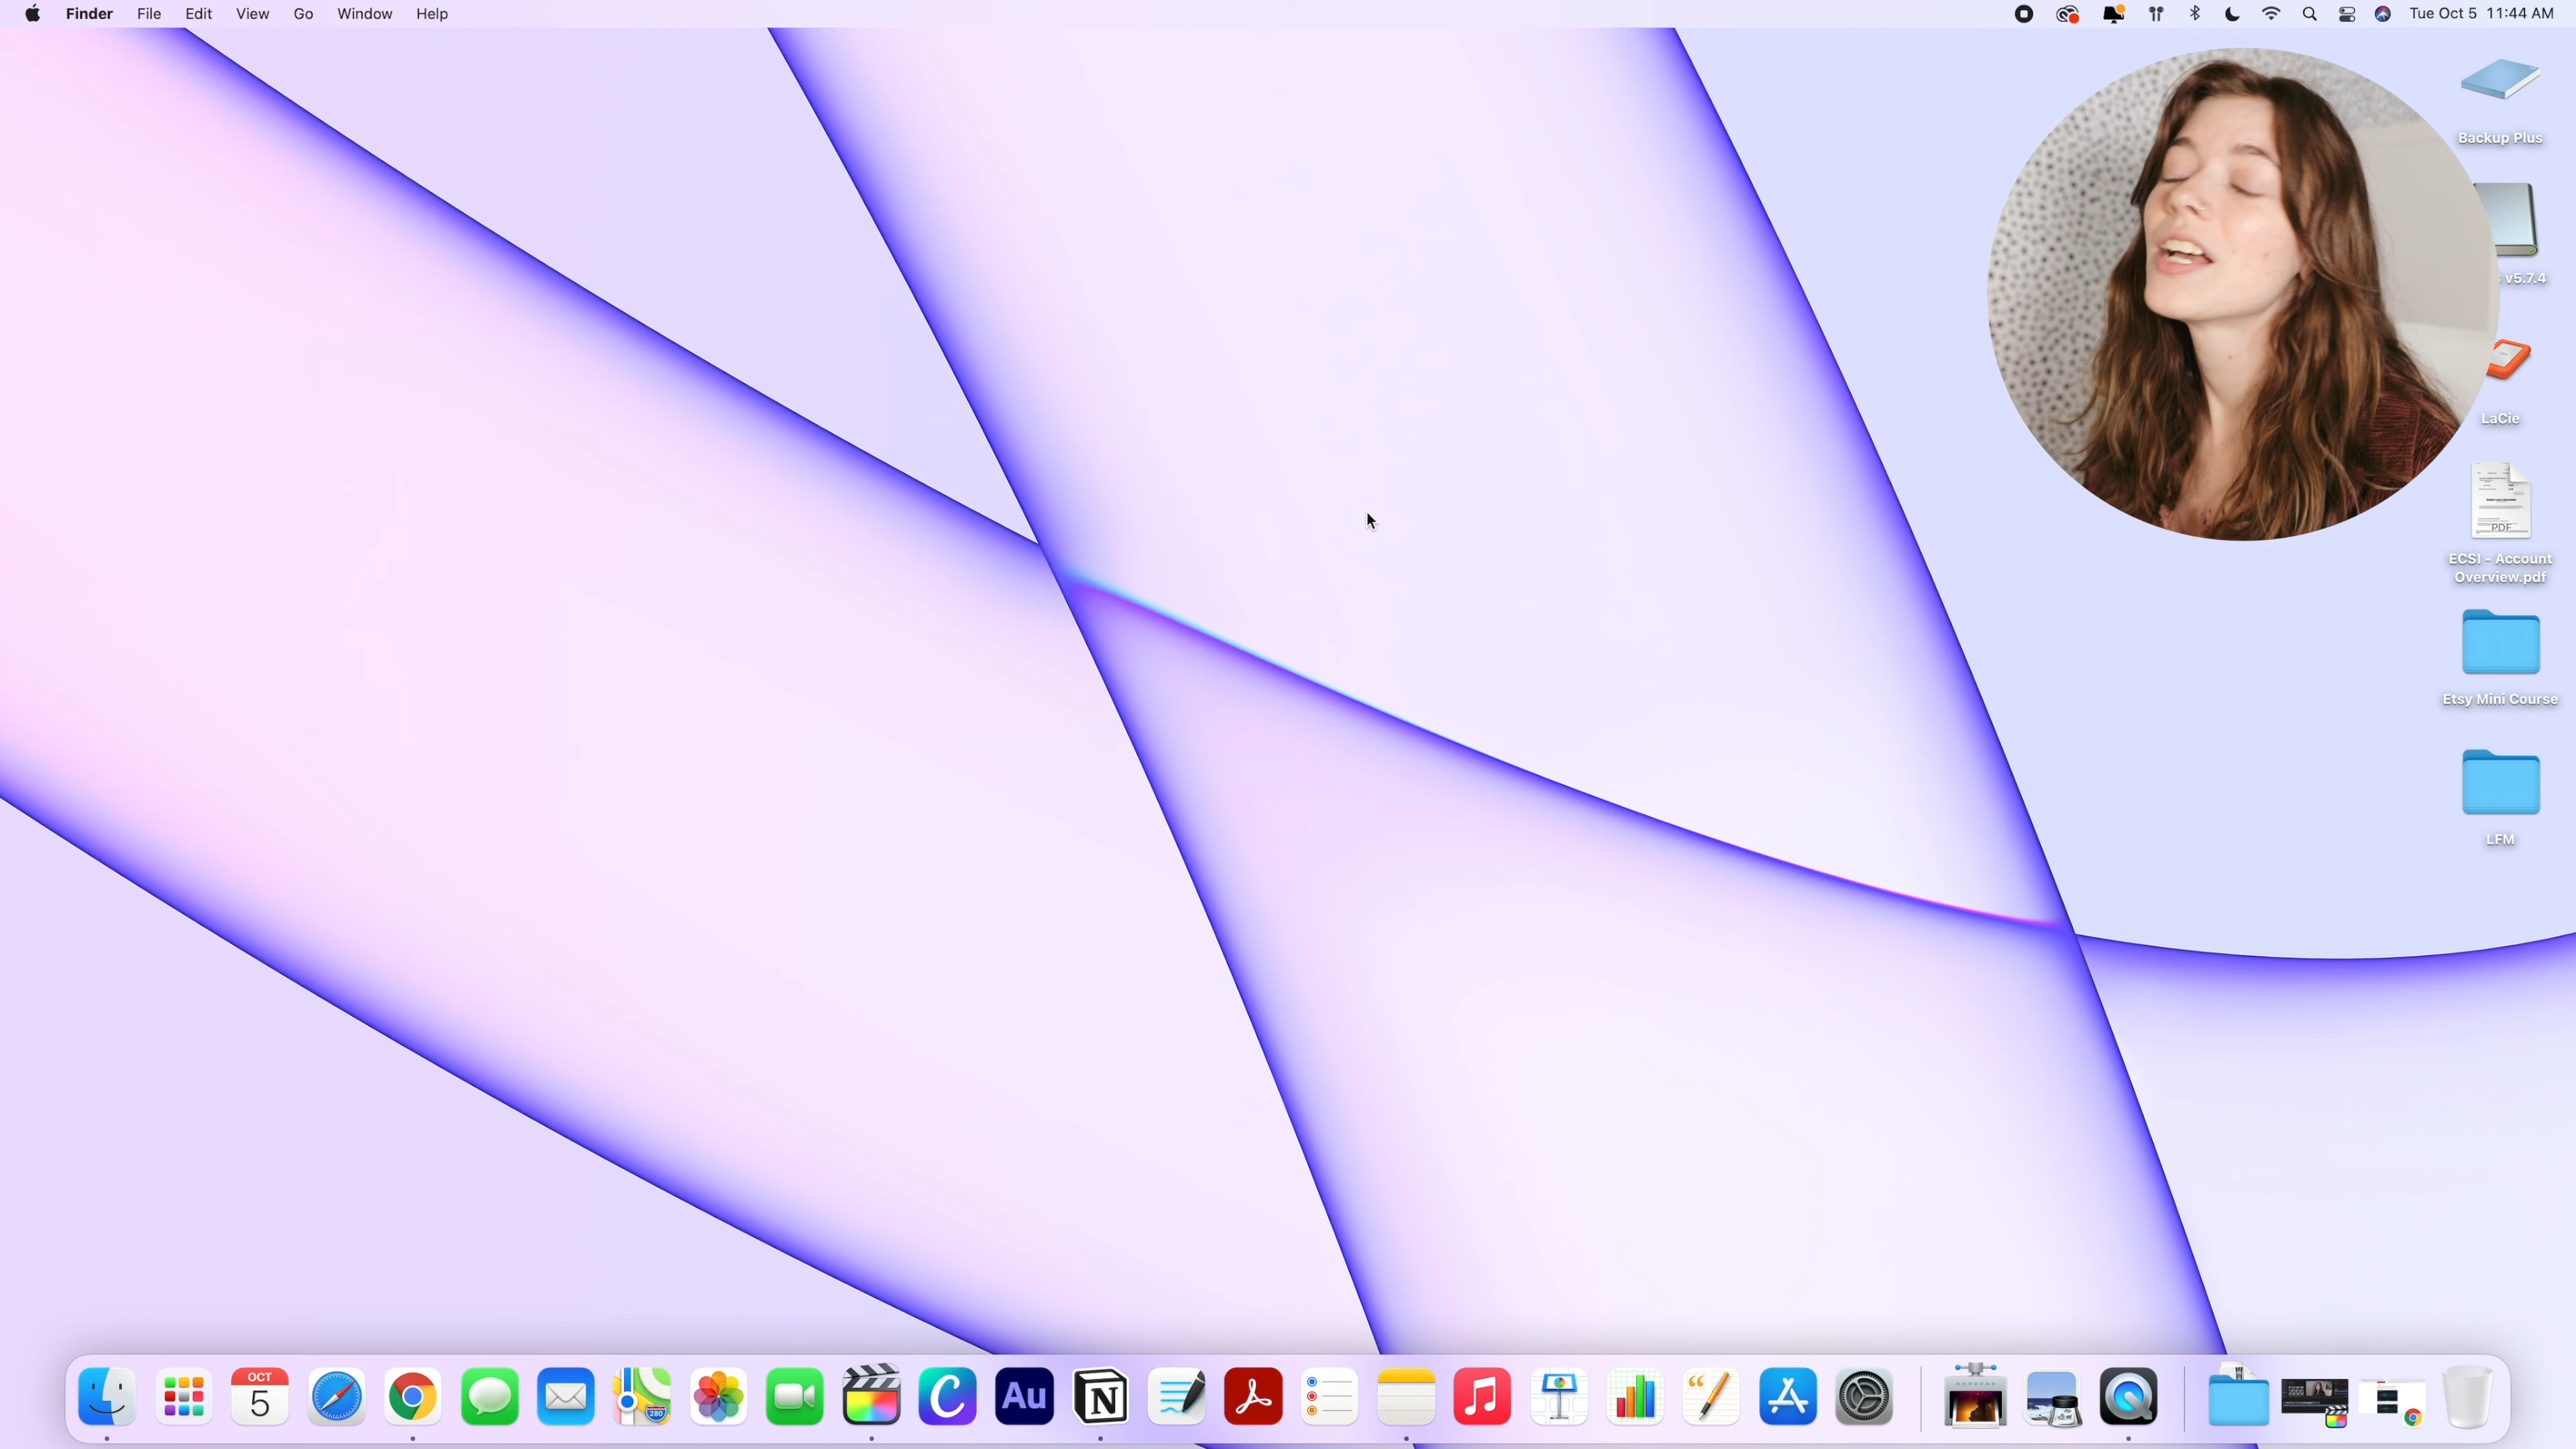 Finder File Edit View Go Window Help
Tue Oct 5 11:44 AM
Backup Plus
v5.7.4
LaCie
PDF
ECSI - Account
Overview.pdf
Etsy Mini Course
LFM
OCT
5
C
Au
N
280